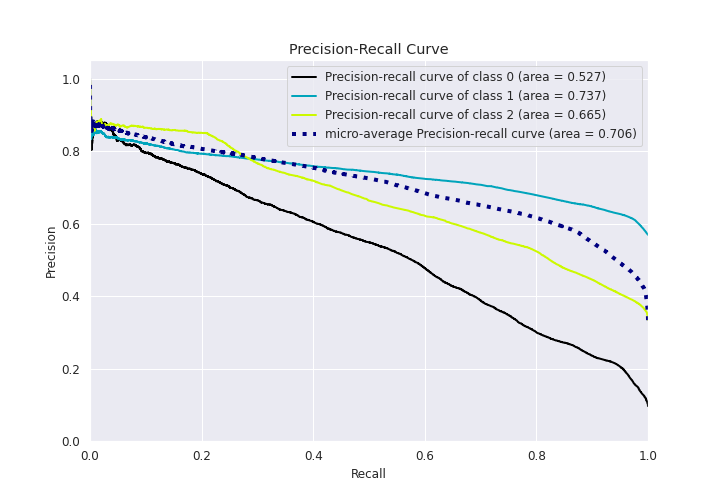 Precision-Recall Curve
Precision-recall curve of class 0 (area = 0.527)
Precision-recall curve of class 1 (area = 0.737)
Precision-recall curve of class 2 (area = 0.665)
micro-average Precision-recall curve (area = 0.706)
1.0
0.8
0.6
0.4
0.2
0.0
Precision
0.0 0.2 0.4 0.6 0.8 1.0
Recall